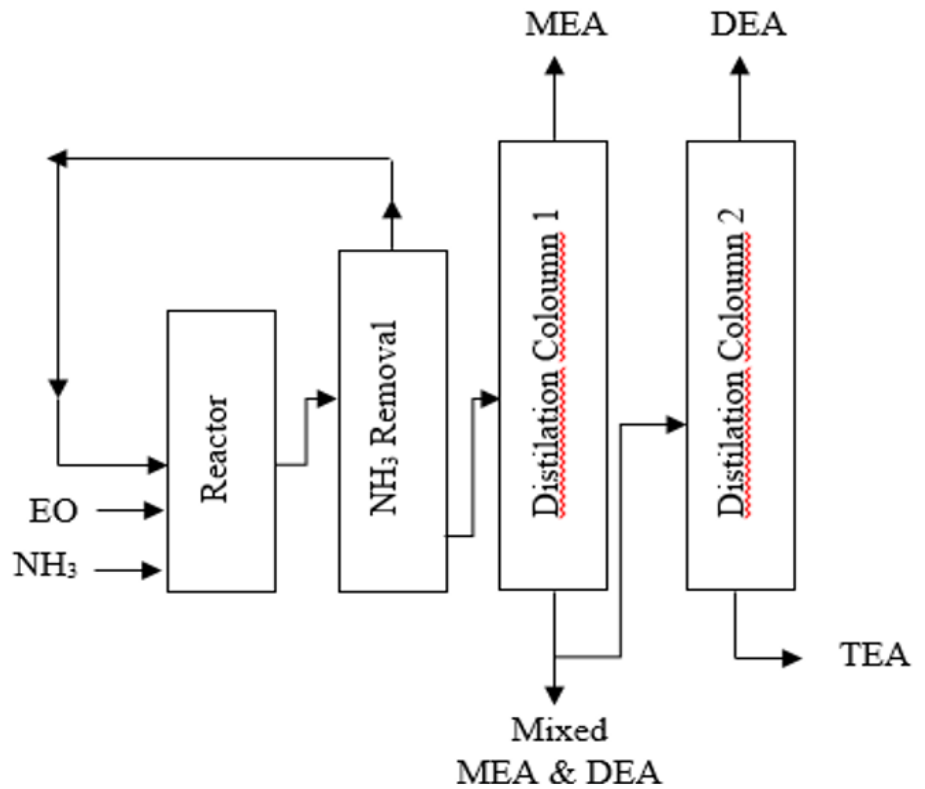 MEA
DEA
Reactor
NH₃ Removal
Distilation Coloumn 1
Distilation Coloumn 2
EO
NH₃
TEA
Mixed
MEA & DEA